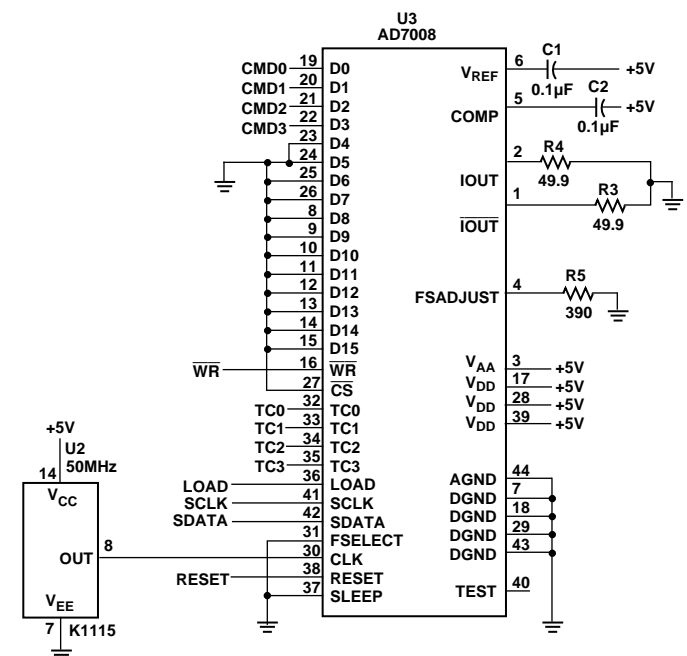 U3
AD7008
CMD0 19 D0
CMD1 20 D1
CMD2 21 D2
CMD3 22 D3
23 D4
24 D5
25 D6
26 D7
8 D8
9 D9
10 D10
11 D11
12 D12
13 D13
14 D14
15 D15
WR 16 WR
27 CS
TC0 32 TC0
TC1 33 TC1
TC2 34 TC2
TC3 35 TC3
LOAD 36 LOAD
SCLK 41 SCLK
SDATA 42 SDATA
31 FSELECT
30 CLK
RESET 38 RESET
37 SLEEP
VREF 6 C1 +5V
0.1µF
COMP 5 C2 +5V
0.1µF
IOUT 2 R4
49.9
IOUT 1 R3
49.9
FSADJUST 4 R5
390
VAA 3 +5V
VDD 17 +5V
VDD 28 +5V
VDD 39 +5V
AGND 44
DGND 7
DGND 18
DGND 29
DGND 43
TEST 40
+5V
U2
50MHz
14
VCC
OUT 8
VEE
7 K1115